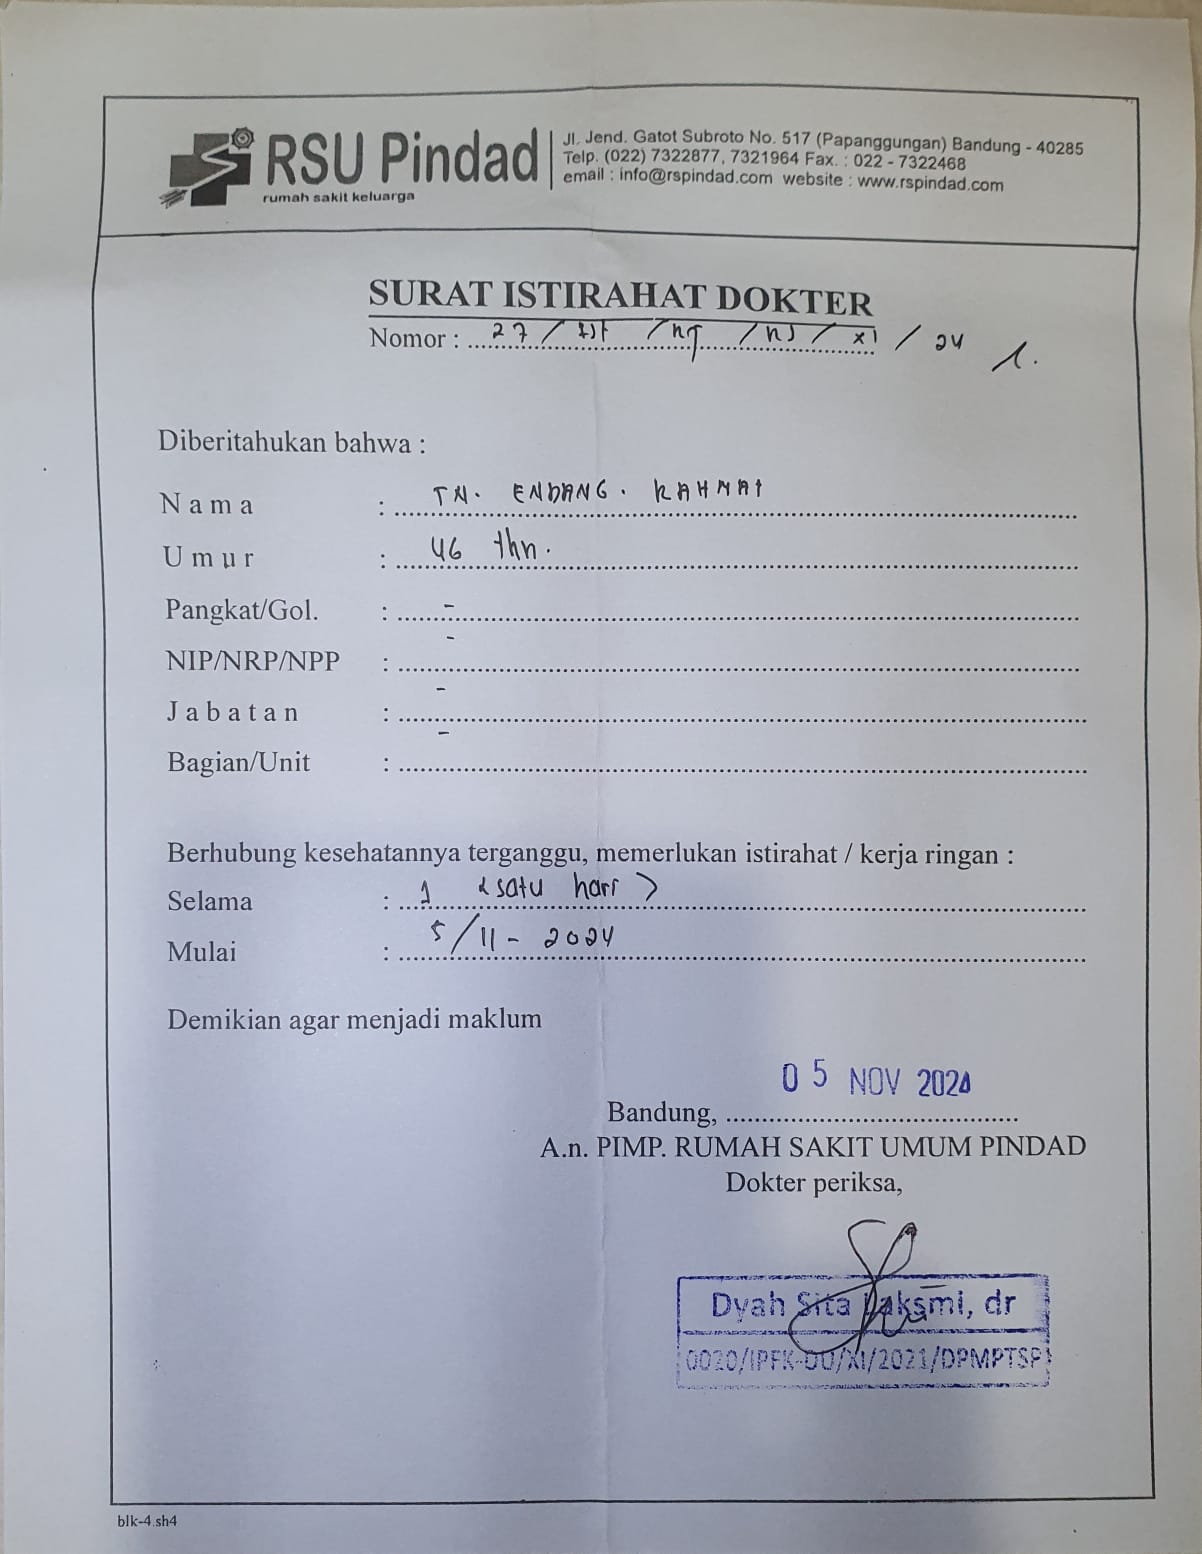 RSU Pindad
rumah sakit keluarga
Jl. Jend. Gatot Subroto No. 517 (Papanggungan) Bandung - 40285
Telp. (022) 7322877, 7321964 Fax. : 022 - 7322468
email : info@rspindad.com website : www.rspindad.com
SURAT ISTIRAHAT DOKTER
Nomor : 27 / / / / XI / 24
Diberitahukan bahwa :
Nama : TN. ENDANG. RAHMAT
Umur : 46 thn.
Pangkat/Gol. : -
NIP/NRP/NPP : -
Jabatan : -
Bagian/Unit : -
Berhubung kesehatannya terganggu, memerlukan istirahat / kerja ringan :
Selama : 1 (satu hari)
Mulai : 5/11 - 2024
Demikian agar menjadi maklum
05 NOV 2024
Bandung,
A.n. PIMP. RUMAH SAKIT UMUM PINDAD
Dokter periksa,
Dyah Sita Laksmi, dr
0020/IPFK-DU/XI/2021/DPMPTSP
blk-4.sh4